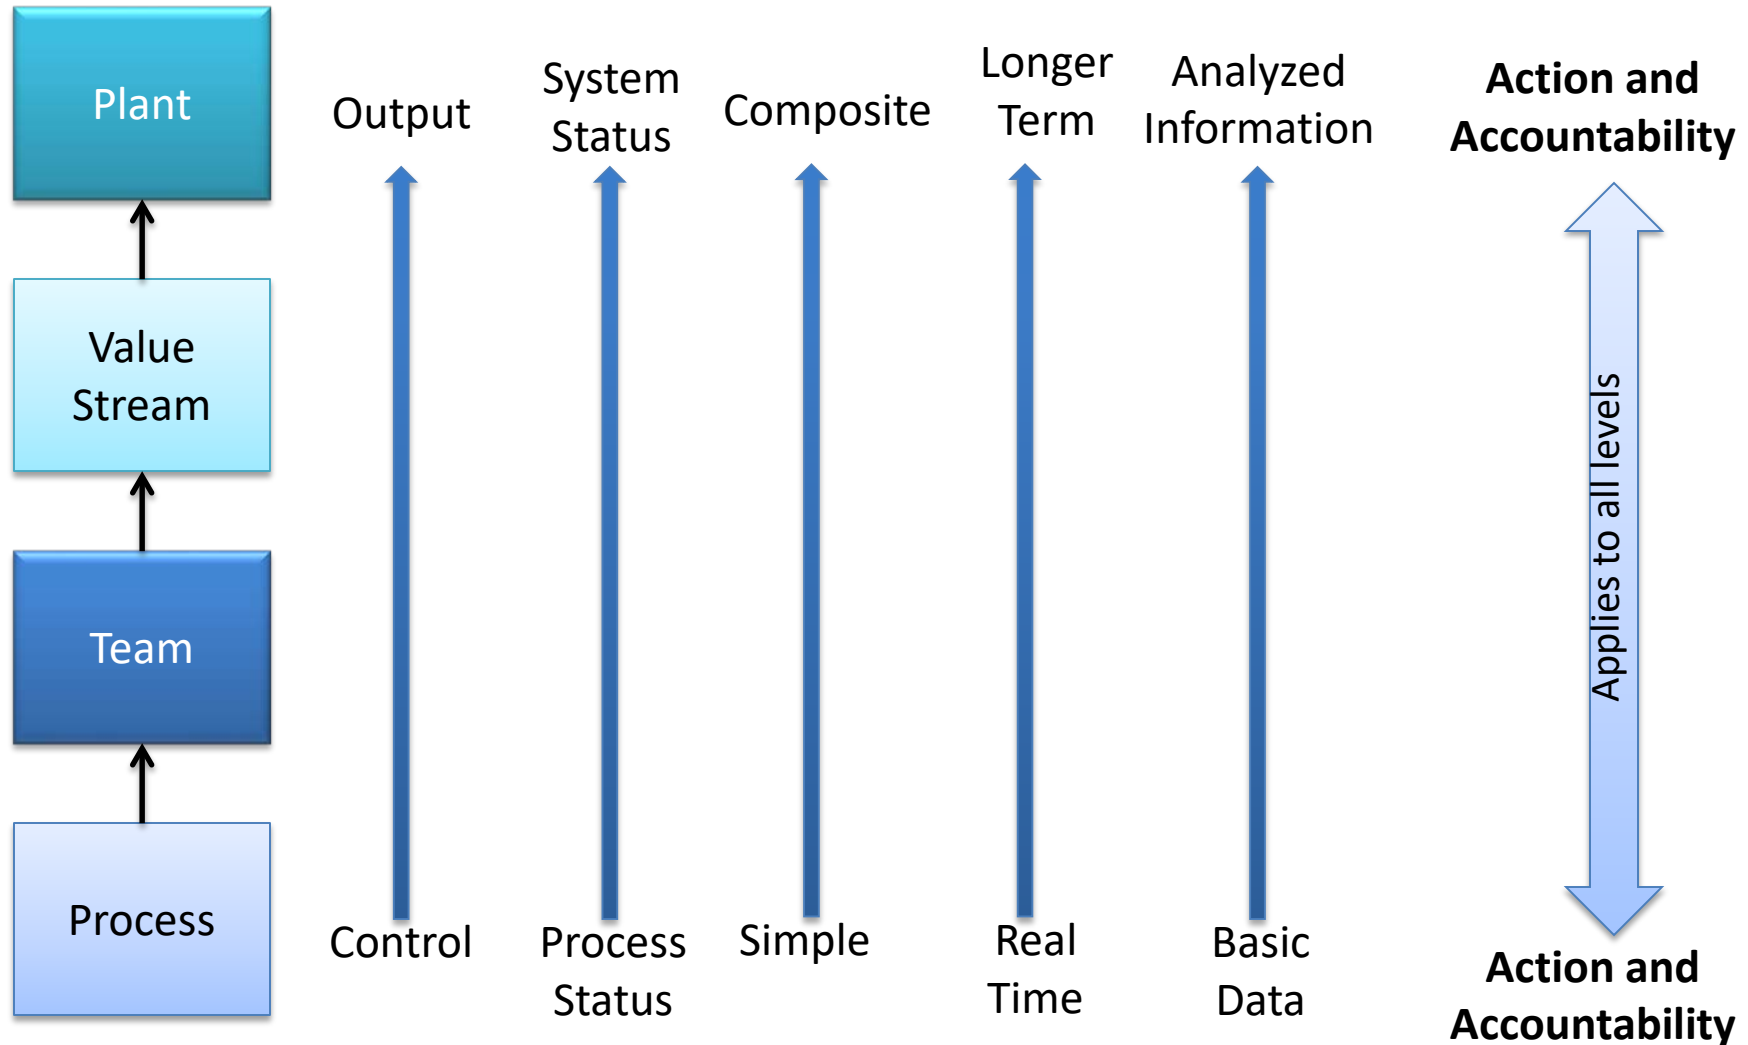 Plant
Output
System
Status
Composite
Longer
Term
Analyzed
Information
Action and
Accountability
Value
Stream
Team
Applies to all levels
Process
Control
Process
Status
Simple
Real
Time
Basic
Data
Action and
Accountability